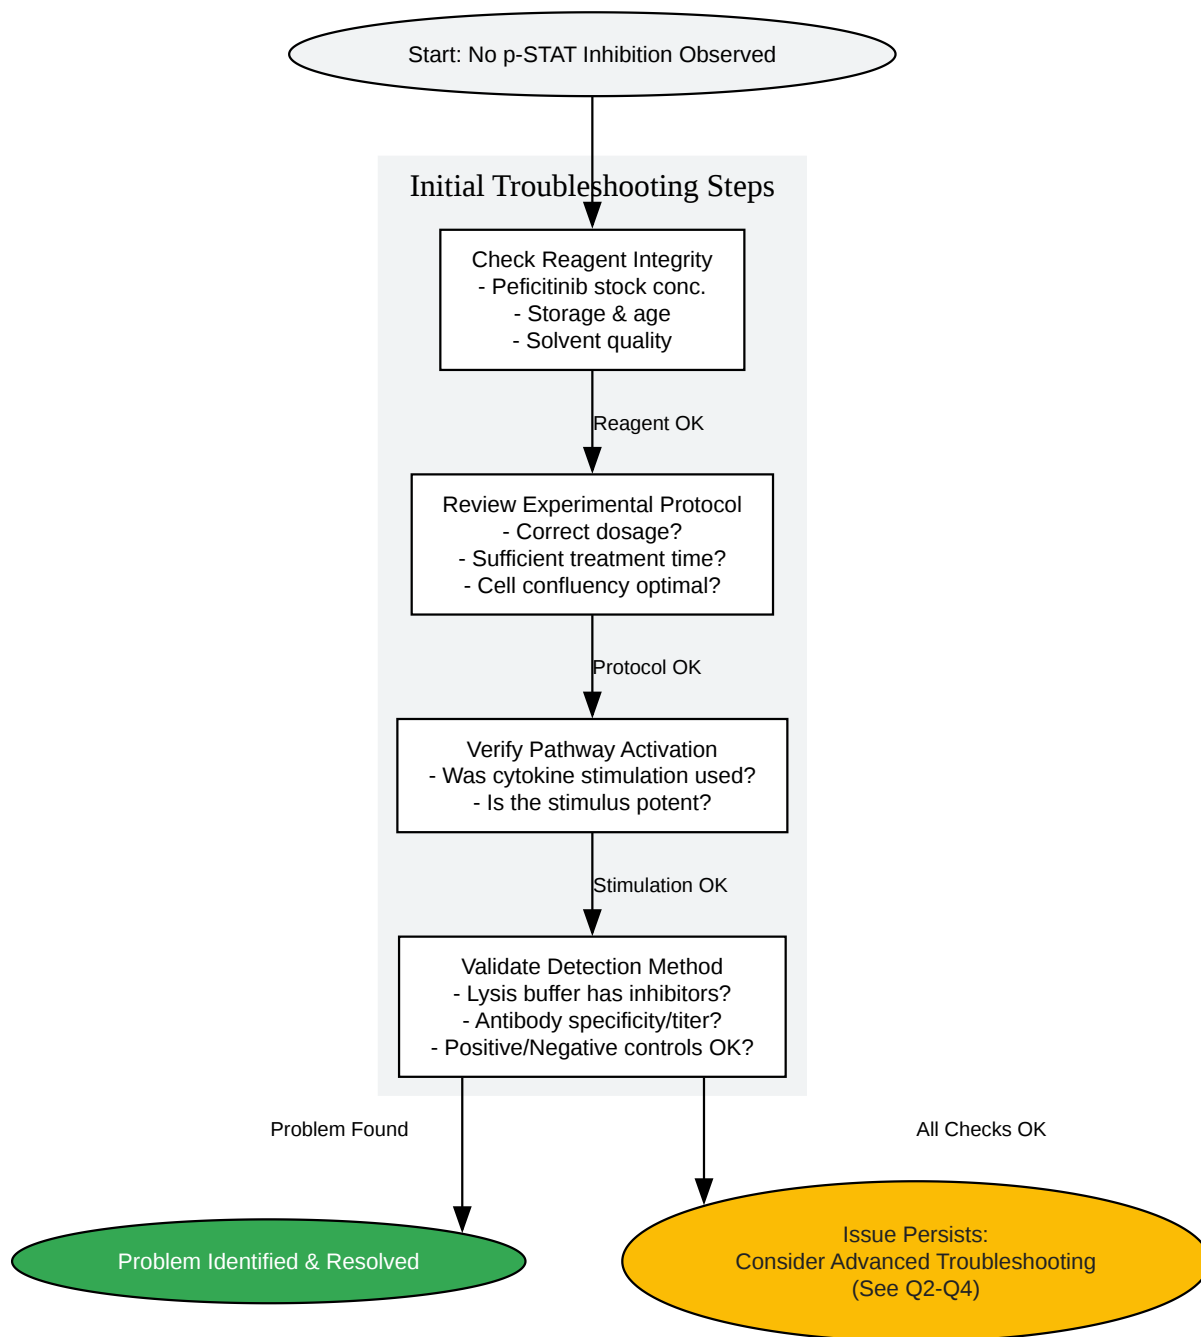 Start: No p-STAT Inhibition Observed
Initial Troubleshooting Steps
Check Reagent Integrity
- Peficitinib stock conc.
- Storage & age
- Solvent quality
Reagent OK
Review Experimental Protocol
- Correct dosage?
- Sufficient treatment time?
- Cell confluency optimal?
Protocol OK
Verify Pathway Activation
- Was cytokine stimulation used?
- Is the stimulus potent?
Stimulation OK
Validate Detection Method
- Lysis buffer has inhibitors?
- Antibody specificity/titer?
- Positive/Negative controls OK?
Problem Found
All Checks OK
Problem Identified & Resolved
Issue Persists:
Consider Advanced Troubleshooting
(See Q2-Q4)